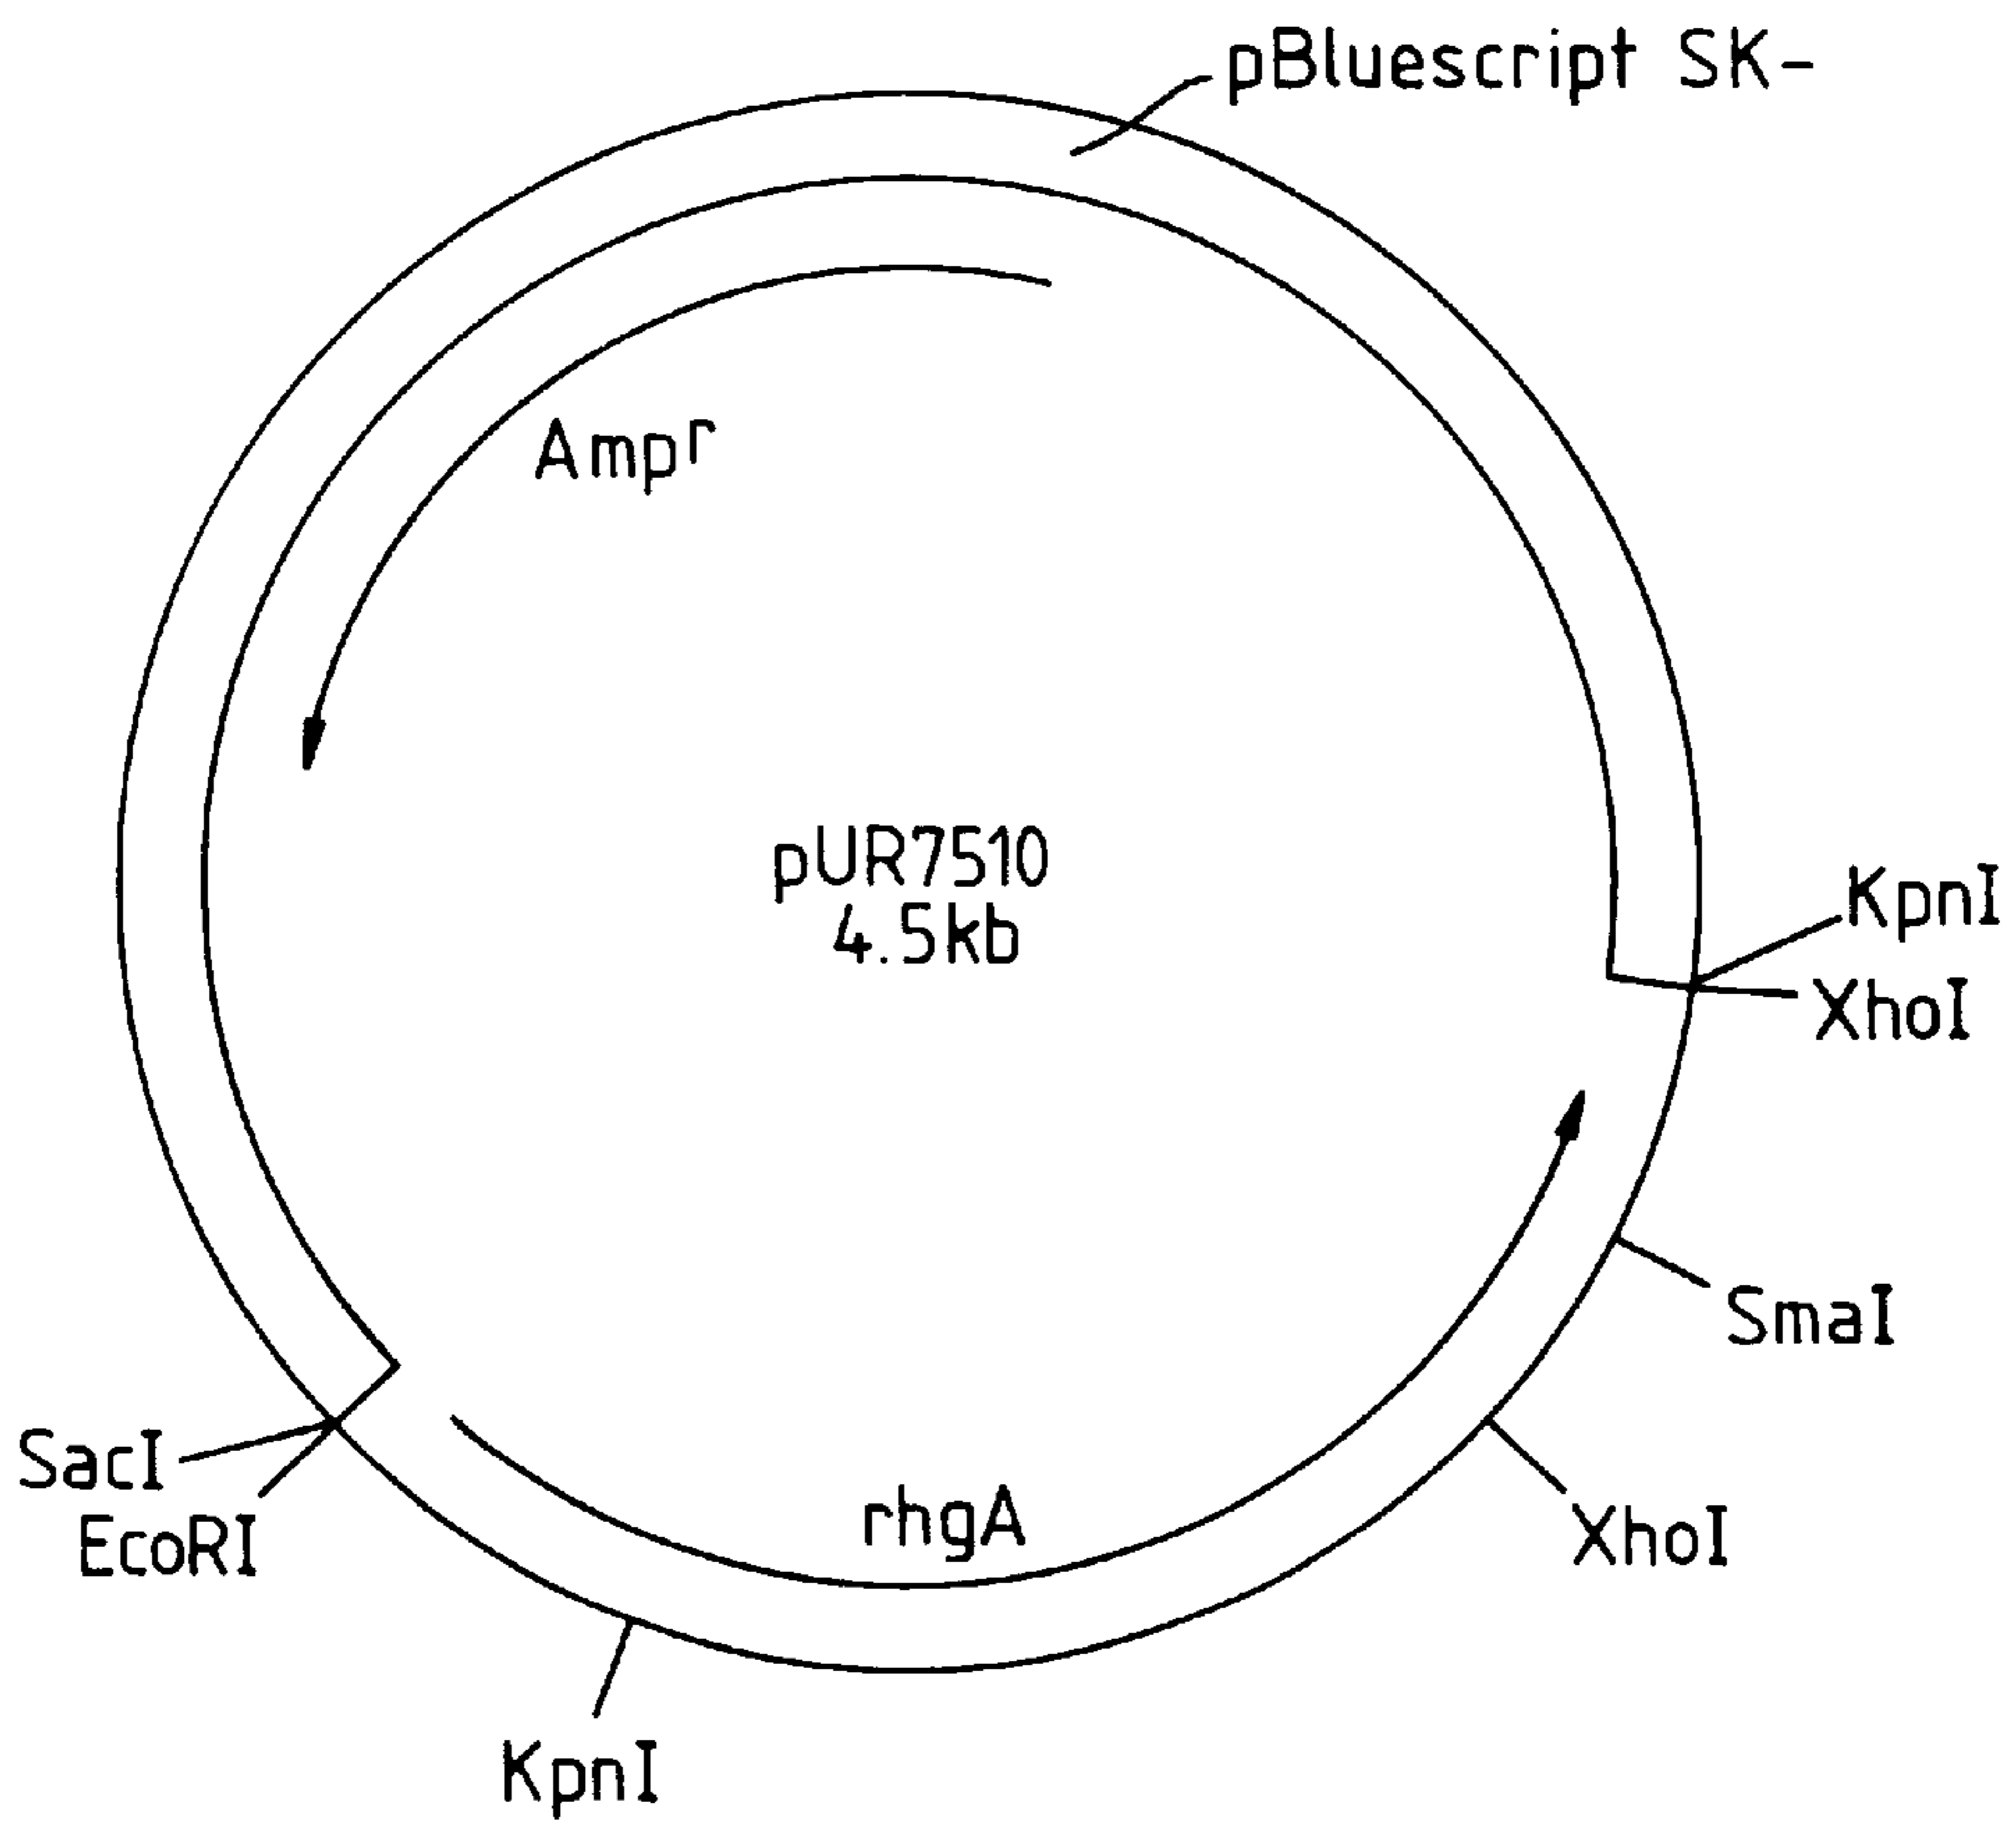 pBluescript SK-
Ampr
pUR7510
4.5kb
KpnI
XhoI
SmaI
SacI
EcoRI
rhgA
XhoI
KpnI